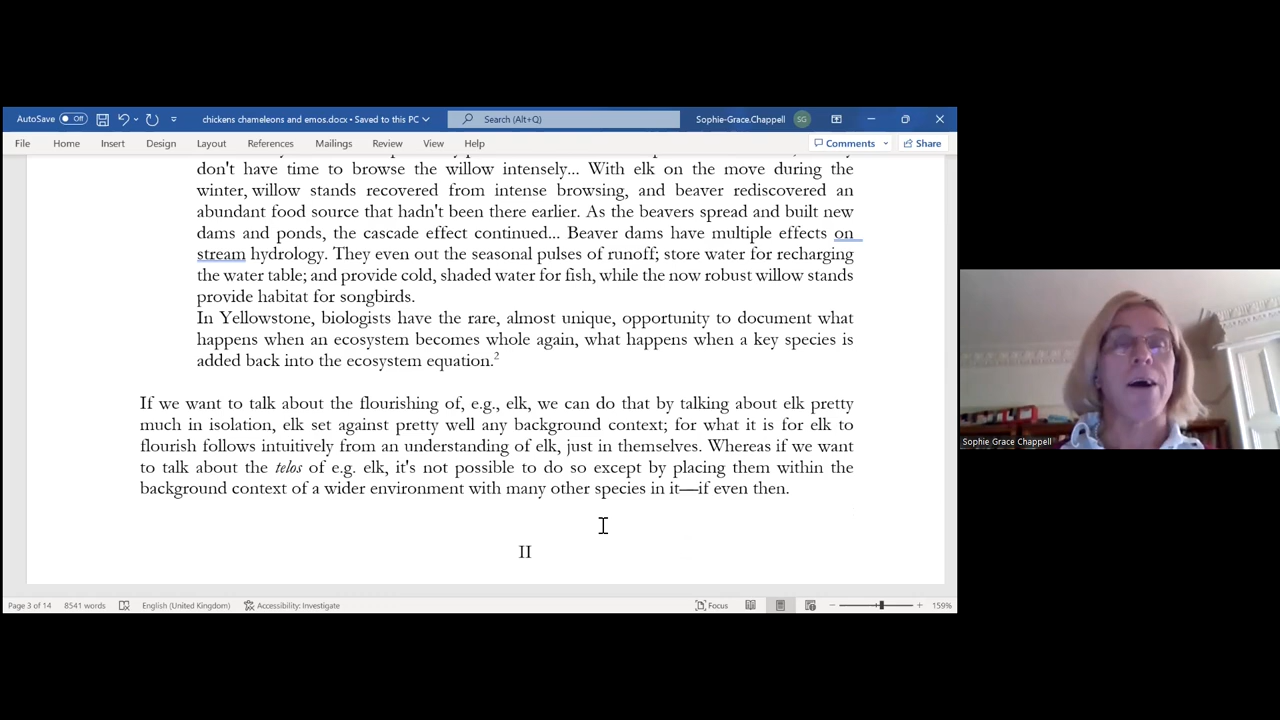 AutoSave Off chickens chameleons and emos.docx • Saved to this PC Search (Alt+Q) Sophie-Grace.Chappell SG
File Home Insert Design Layout References Mailings Review View Help Comments Share
don't have time to browse the willow intensely... With elk on the move during the
winter, willow stands recovered from intense browsing, and beaver rediscovered an
abundant food source that hadn't been there earlier. As the beavers spread and built new
dams and ponds, the cascade effect continued... Beaver dams have multiple effects on
stream hydrology. They even out the seasonal pulses of runoff; store water for recharging
the water table; and provide cold, shaded water for fish, while the now robust willow stands
provide habitat for songbirds.
In Yellowstone, biologists have the rare, almost unique, opportunity to document what
happens when an ecosystem becomes whole again, what happens when a key species is
added back into the ecosystem equation.2
If we want to talk about the flourishing of, e.g., elk, we can do that by talking about elk pretty
much in isolation, elk set against pretty well any background context; for what it is for elk to
flourish follows intuitively from an understanding of elk, just in themselves. Whereas if we want
to talk about the telos of e.g. elk, it's not possible to do so except by placing them within the
background context of a wider environment with many other species in it—if even then.
II
Page 3 of 14 8541 words English (United Kingdom) Accessibility: Investigate Focus 159%
Sophie Grace Chappell